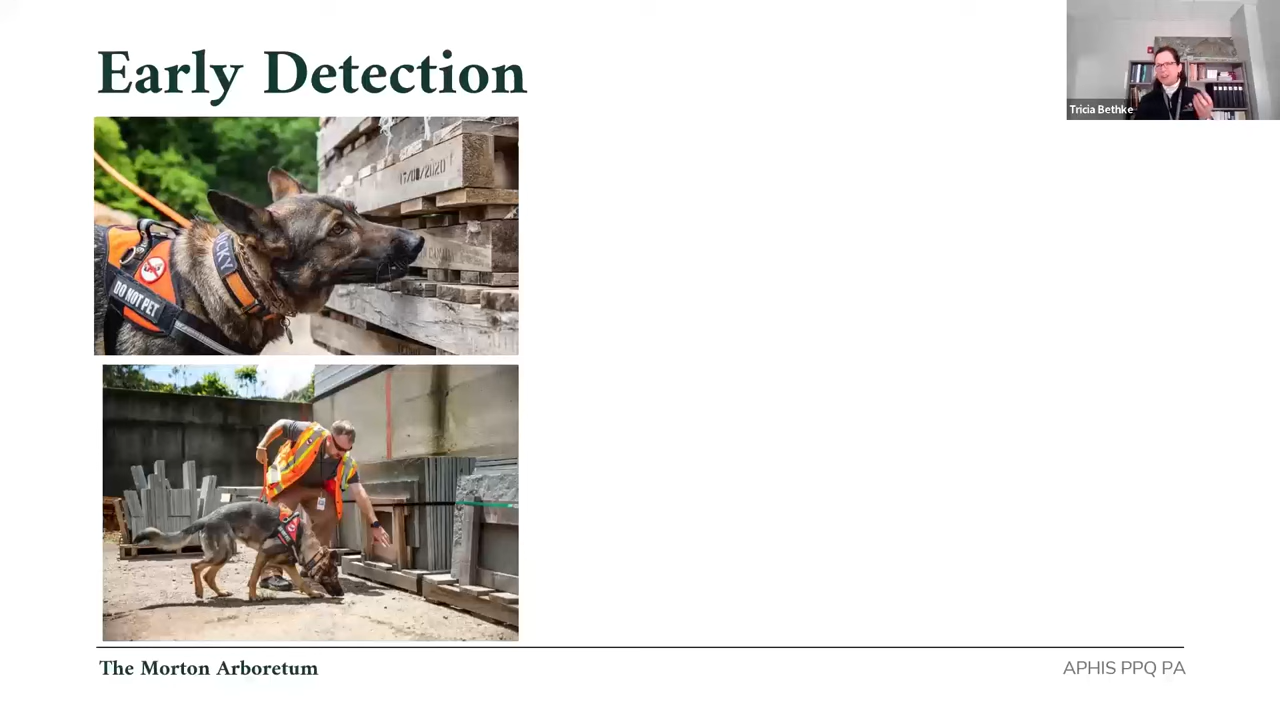 Early Detection
Tricia Bethke
DO NOT PET
The Morton Arboretum
APHIS PPQ PA